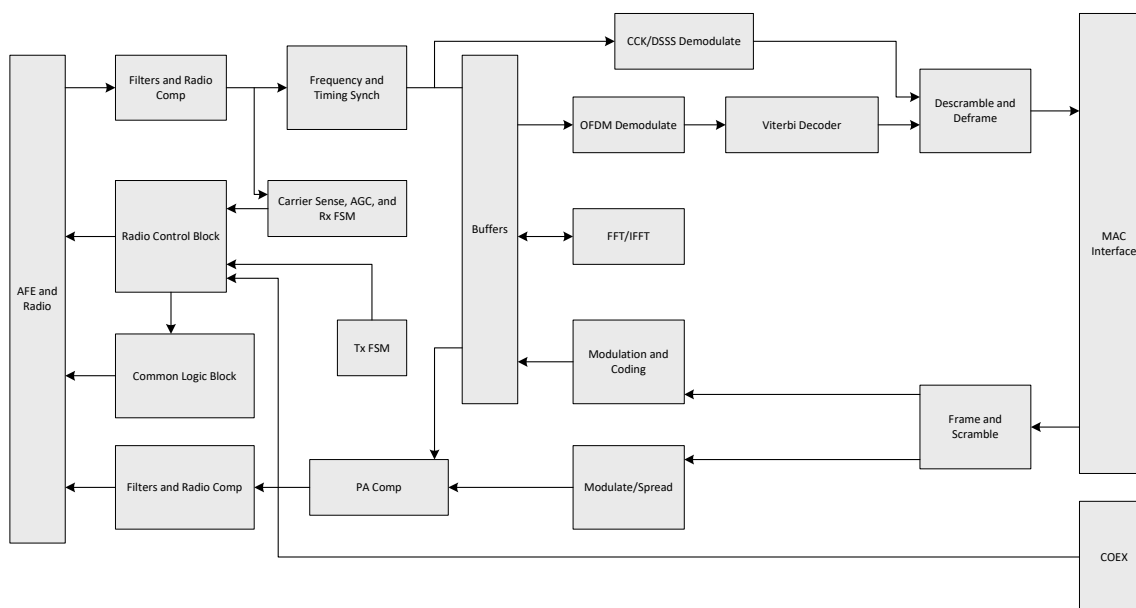 CCK/DSSS Demodulate
Filters and Radio
Comp
Frequency and
Timing Synch
Descramble and
Deframe
OFDM Demodulate
Viterbi Decoder
Carrier Sense, AGC, and
Rx FSM
Radio Control Block
Buffers
FFT/IFFT
MAC
Interface
AFE and
Radio
Tx FSM
Modulation and
Coding
Common Logic Block
Frame and
Scramble
Filters and Radio Comp
PA Comp
Modulate/Spread
COEX